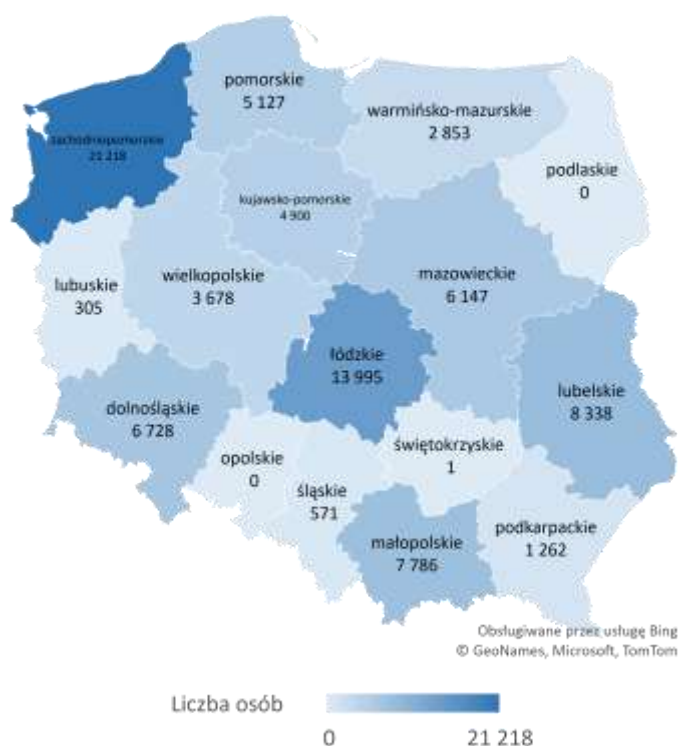 pomorskie
5 127
warmińsko-mazurskie
2 853
zachodniopomorskie
21 218
podlaskie
0
kujawsko-pomorskie
4 900
wielkopolskie
3 678
mazowieckie
6 147
lubuskie
305
łódzkie
13 995
lubelskie
8 338
dolnośląskie
6 728
świętokrzyskie
1
opolskie
0
śląskie
571
podkarpackie
1 262
małopolskie
7 786
Obsługiwane przez usługę Bing
© GeoNames, Microsoft, TomTom
Liczba osób
0
21 218